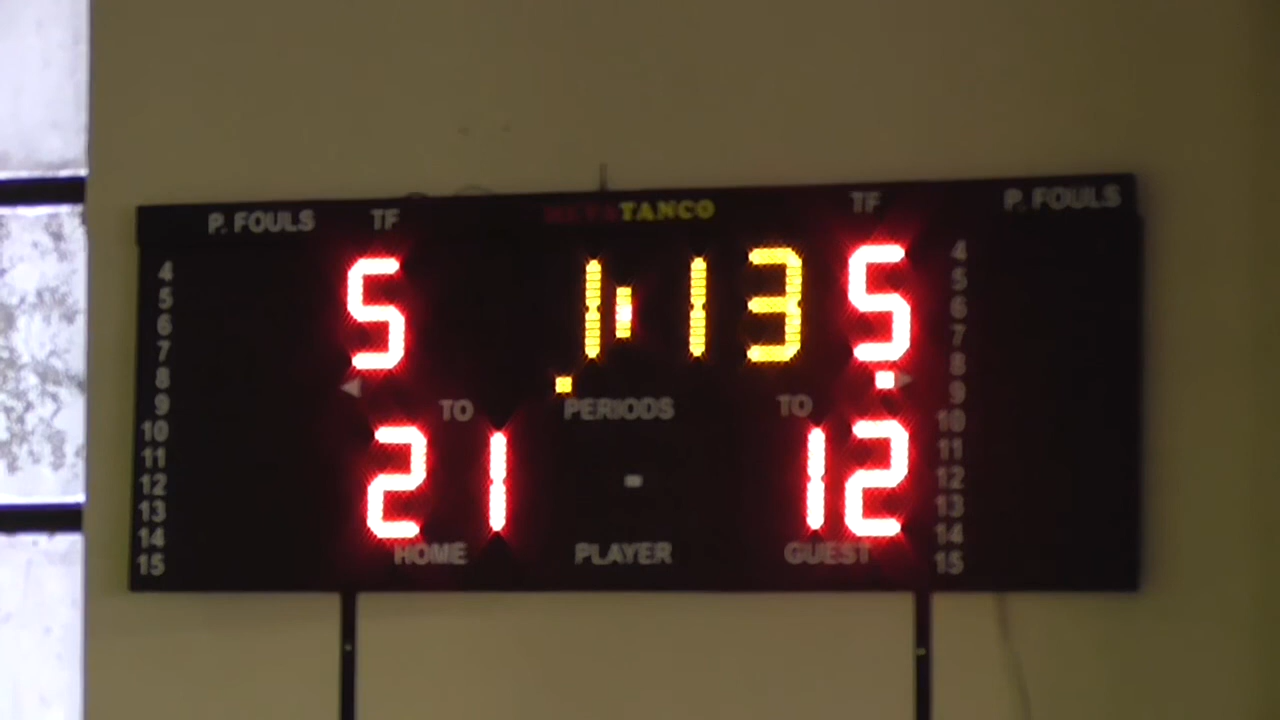 P. FOULS TF METATANCO TF P. FOULS
5 1:13 5
4 4
5 5
6 6
7 7
8 8
9 TO PERIODS TO 9
10 10
11 11
12 21 - 12 12
13 13
14 HOME PLAYER GUEST 14
15 15